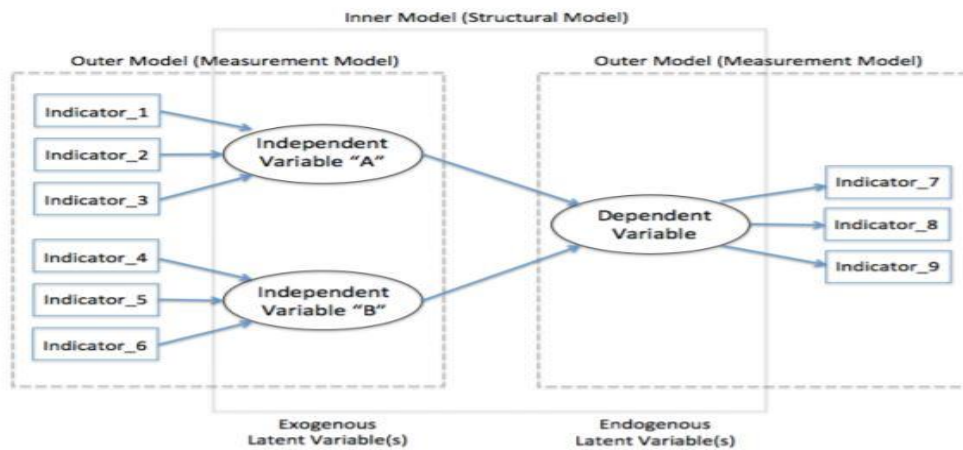 Inner Model (Structural Model)
Outer Model (Measurement Model)
Outer Model (Measurement Model)
Indicator_1
Indicator_2
Indicator_3
Independent
Variable "A"
Indicator_4
Indicator_5
Indicator_6
Independent
Variable "B"
Dependent
Variable
Indicator_7
Indicator_8
Indicator_9
Exogenous
Latent Variable(s)
Endogenous
Latent Variable(s)